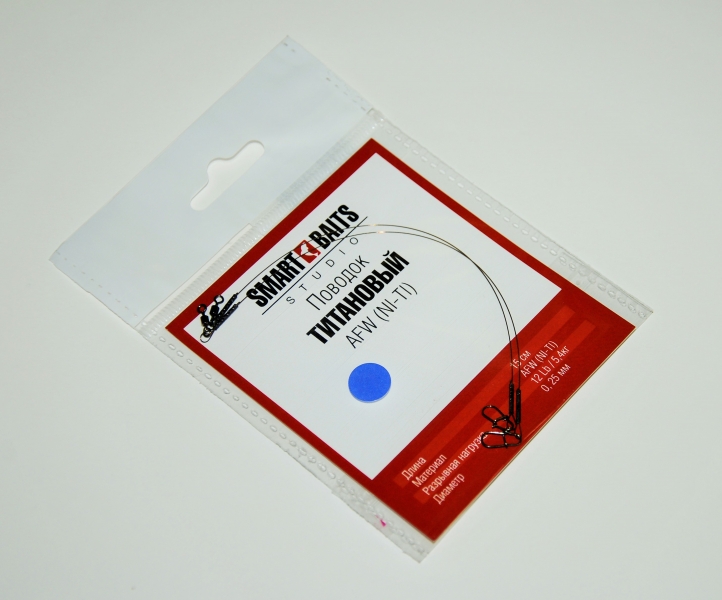 SMART BAITS
STUDIO
Поводок
ТИТАНОВЫЙ
AFW (NI-TI)
Длина 15 см
Материал AFW (NI-TI)
Разрывная нагрузка 12 Lb / 5,4кг
Диаметр 0, 25 мм